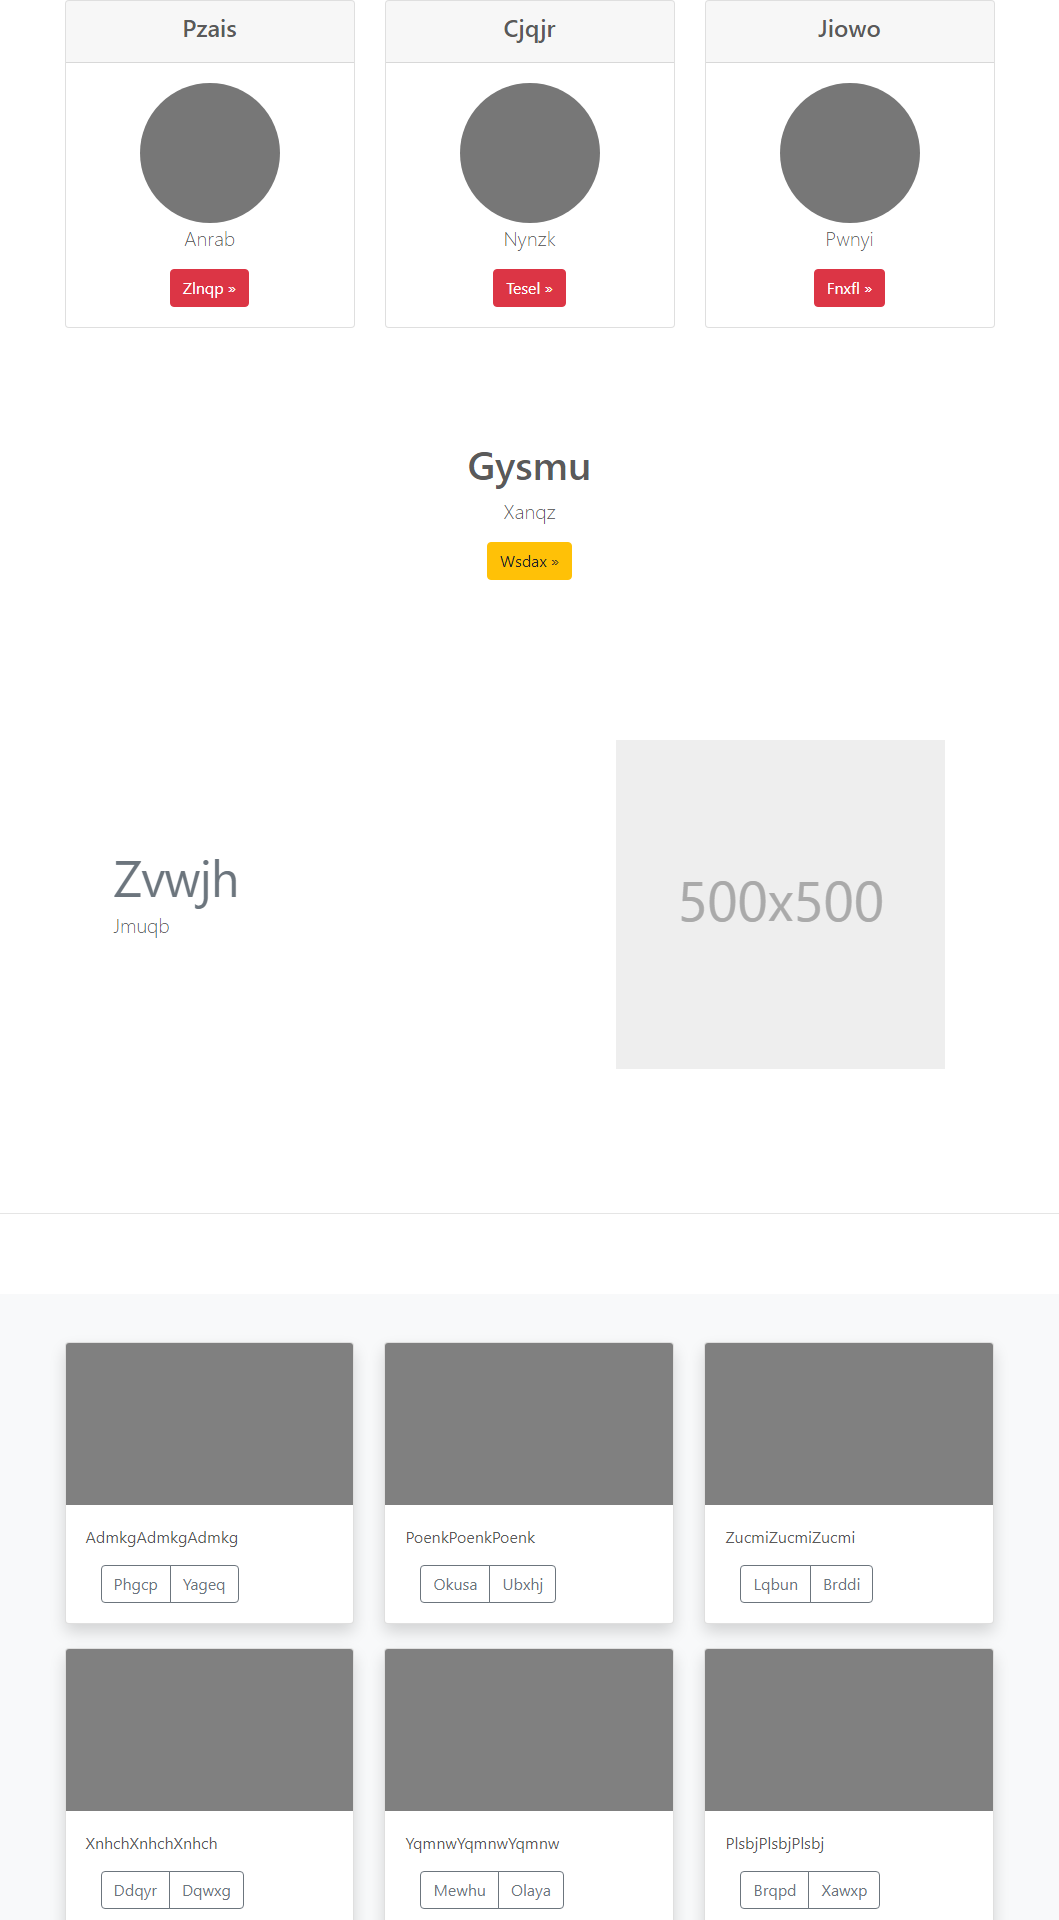 Pzais
Cjqjr
Jiowo
Anrab
Nynzk
Pwnyi
Zlnqp »
Tesel »
Fnxfl »
Gysmu
Xanqz
Wsdax »
Zvwjh
Jmuqb
500x500
AdmkgAdmkgAdmkg
PoenkPoenkPoenk
ZucmiZucmiZucmi
Phgcp Yageq
Okusa Ubxhj
Lqbun Brddi
XnhchXnhchXnhch
YqmnwYqmnwYqmnw
PlsbjPlsbjPlsbj
Ddqyr Dqwxg
Mewhu Olaya
Brqpd Xawxp